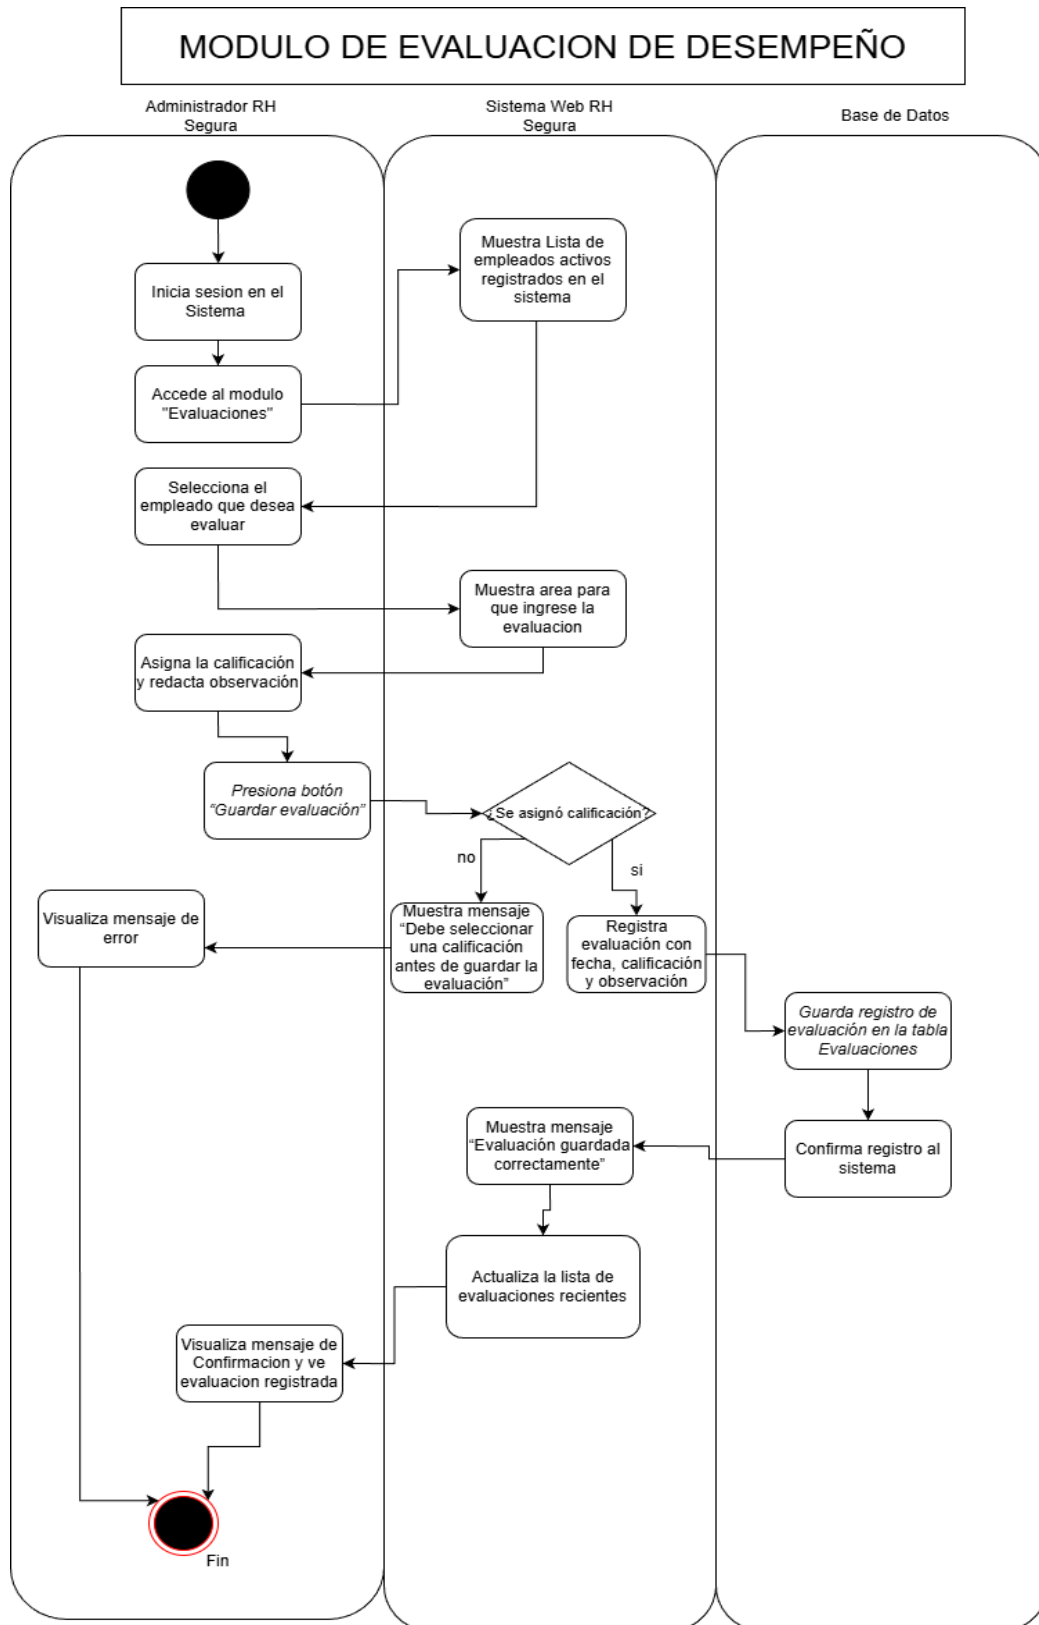 MODULO DE EVALUACION DE DESEMPEÑO
Administrador RH
Segura
Sistema Web RH
Segura
Base de Datos
Muestra Lista de
empleados activos
registrados en el
sistema
Inicia sesion en el
Sistema
Accede al modulo
"Evaluaciones"
Selecciona el
empleado que desea
evaluar
Muestra area para
que ingrese la
evaluacion
Asigna la calificación
y redacta observación
Presiona botón
“Guardar evaluación”
¿Se asignó calificación?
no
si
Visualiza mensaje de
error
Muestra mensaje
“Debe seleccionar
una calificación
antes de guardar la
evaluación”
Registra
evaluación con
fecha, calificación
y observación
Guarda registro de
evaluación en la tabla
Evaluaciones
Muestra mensaje
“Evaluación guardada
correctamente”
Confirma registro al
sistema
Actualiza la lista de
evaluaciones recientes
Visualiza mensaje de
Confirmacion y ve
evaluacion registrada
Fin